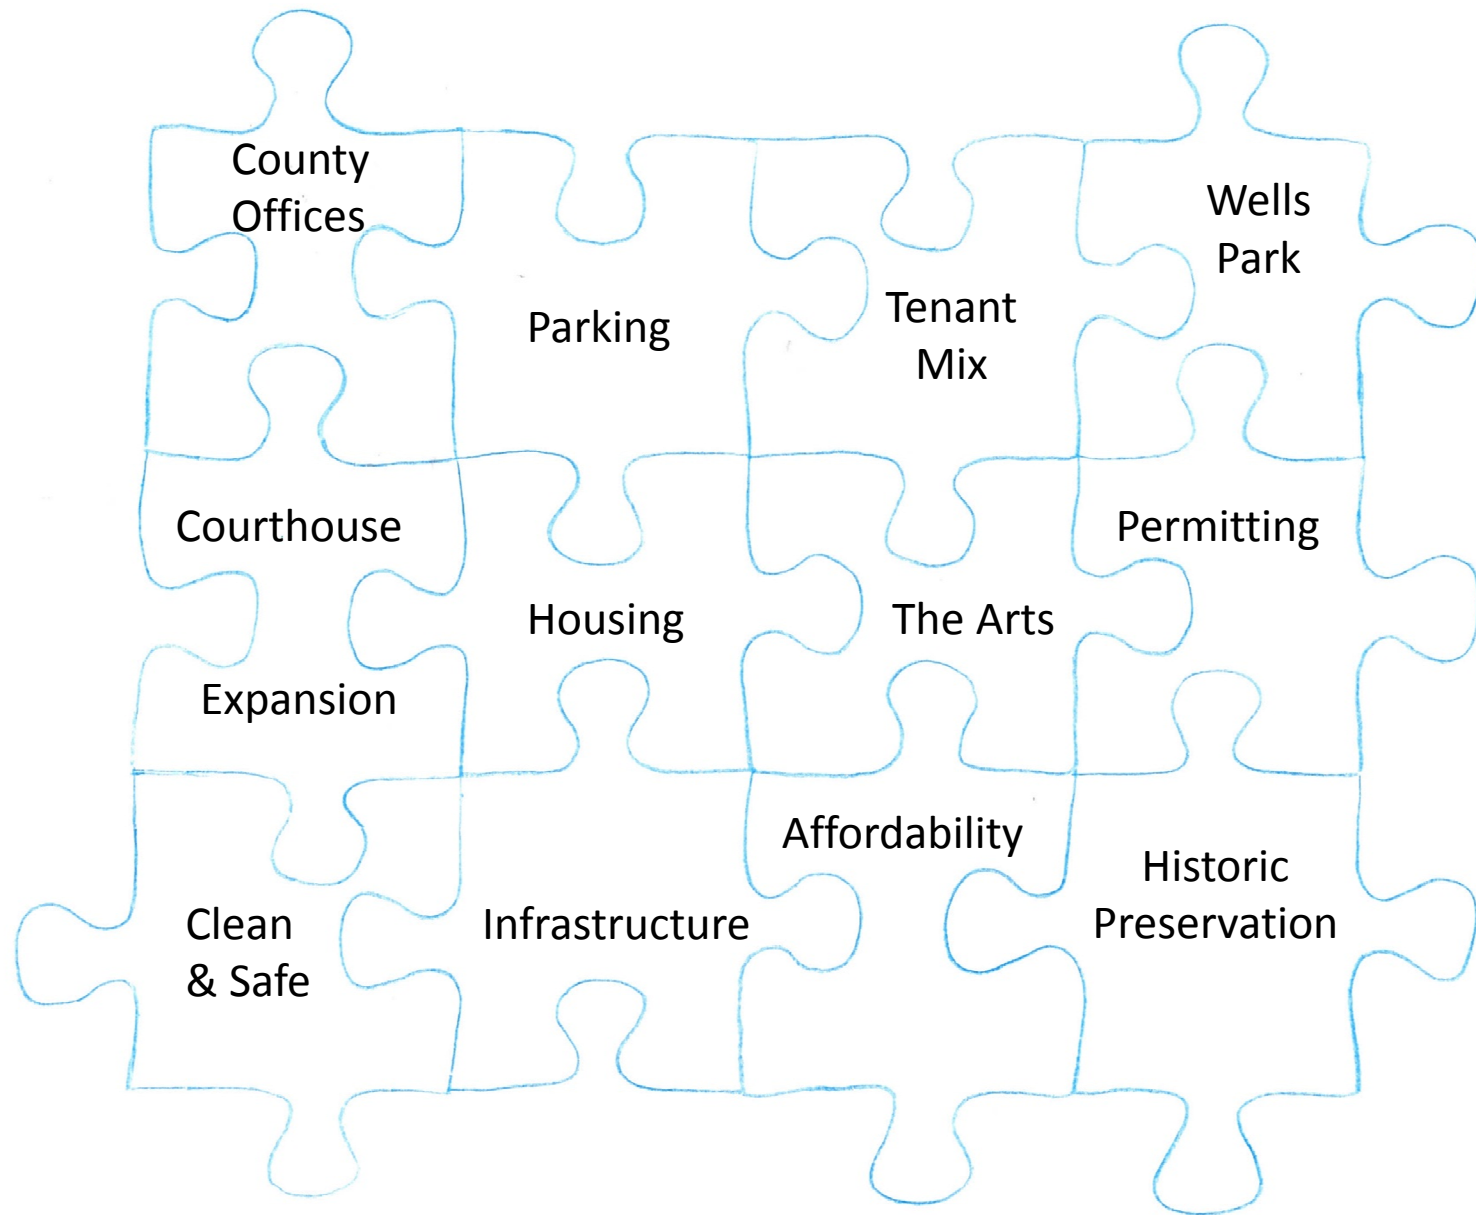 County
Offices
Parking
Tenant
Mix
Wells
Park
Courthouse
Expansion
Housing
The Arts
Permitting
Clean
& Safe
Infrastructure
Affordability
Historic
Preservation